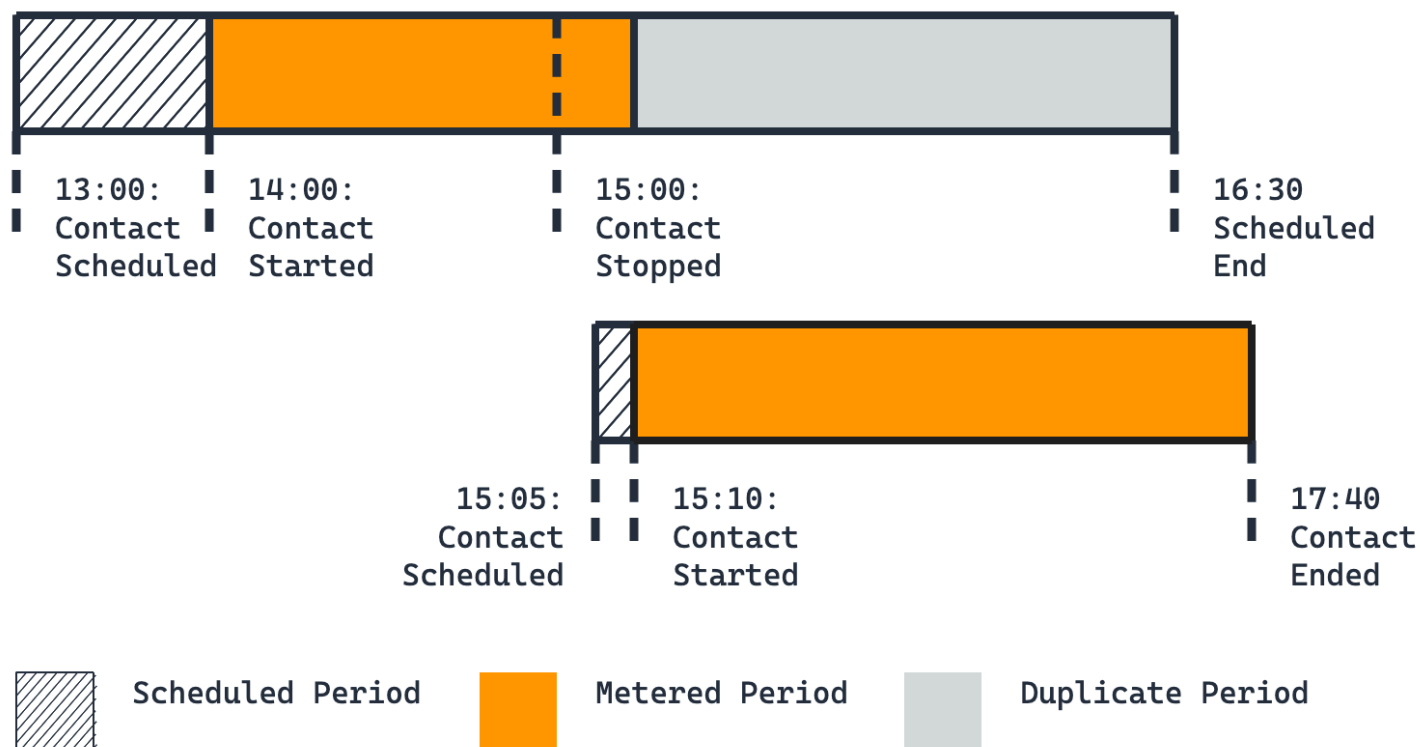 13:00:
Contact
Scheduled
14:00:
Contact
Started
15:00:
Contact
Stopped
16:30
Scheduled
End
15:05:
Contact
Scheduled
15:10:
Contact
Started
17:40
Contact
Ended
Scheduled Period
Metered Period
Duplicate Period